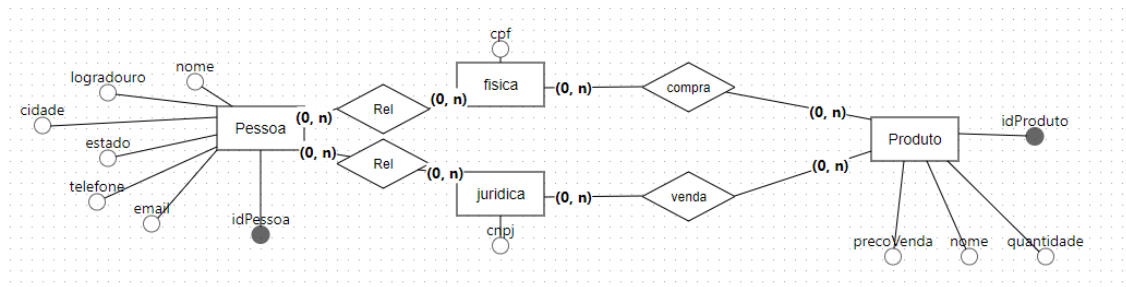 cpf
nome
logradouro
fisica
(0, n)
compra
(0, n)
Rel
(0, n)
cidade
(0, n)
idProduto
Pessoa
Produto
estado
(0, n)
Rel
(0, n)
(0, n)
telefone
juridica
(0, n)
venda
email
idPessoa
cnpj
precoVenda
nome
quantidade